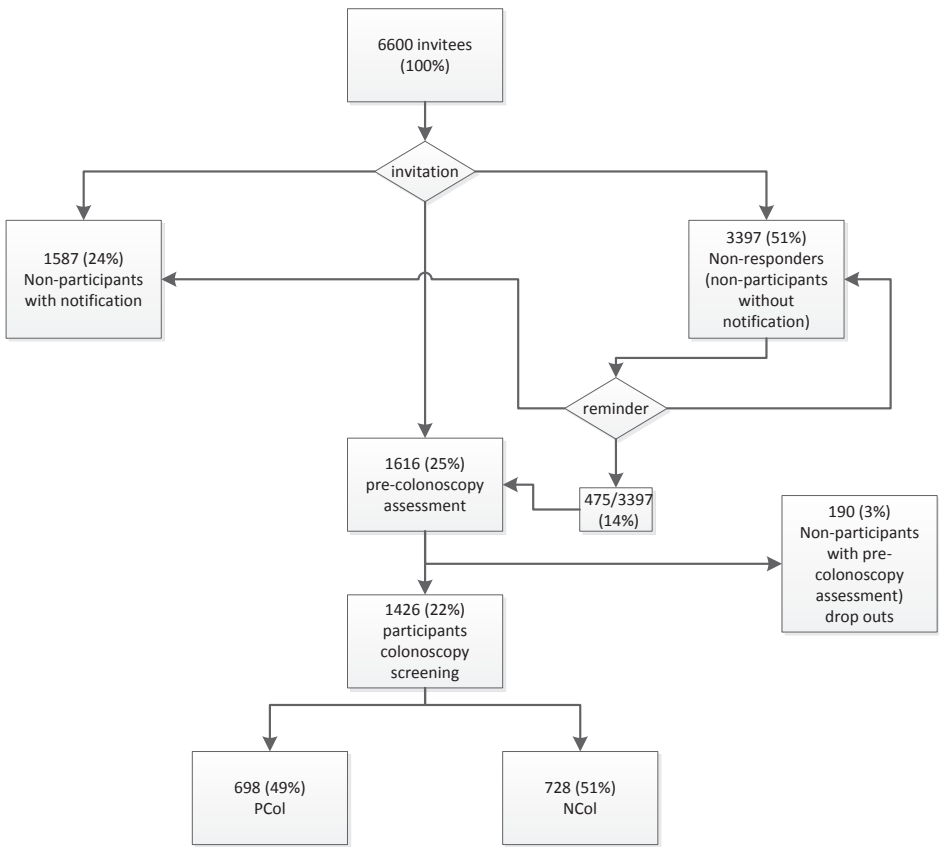 6600 invitees
(100%)
invitation
1587 (24%)
Non-participants
with notification
3397 (51%)
Non-responders
(non-participants
without
notification)
reminder
1616 (25%)
pre-colonoscopy
assessment
475/3397
(14%)
190 (3%)
Non-participants
with pre-
colonoscopy
assessment)
drop outs
1426 (22%)
participants
colonoscopy
screening
698 (49%)
PCol
728 (51%)
NCol